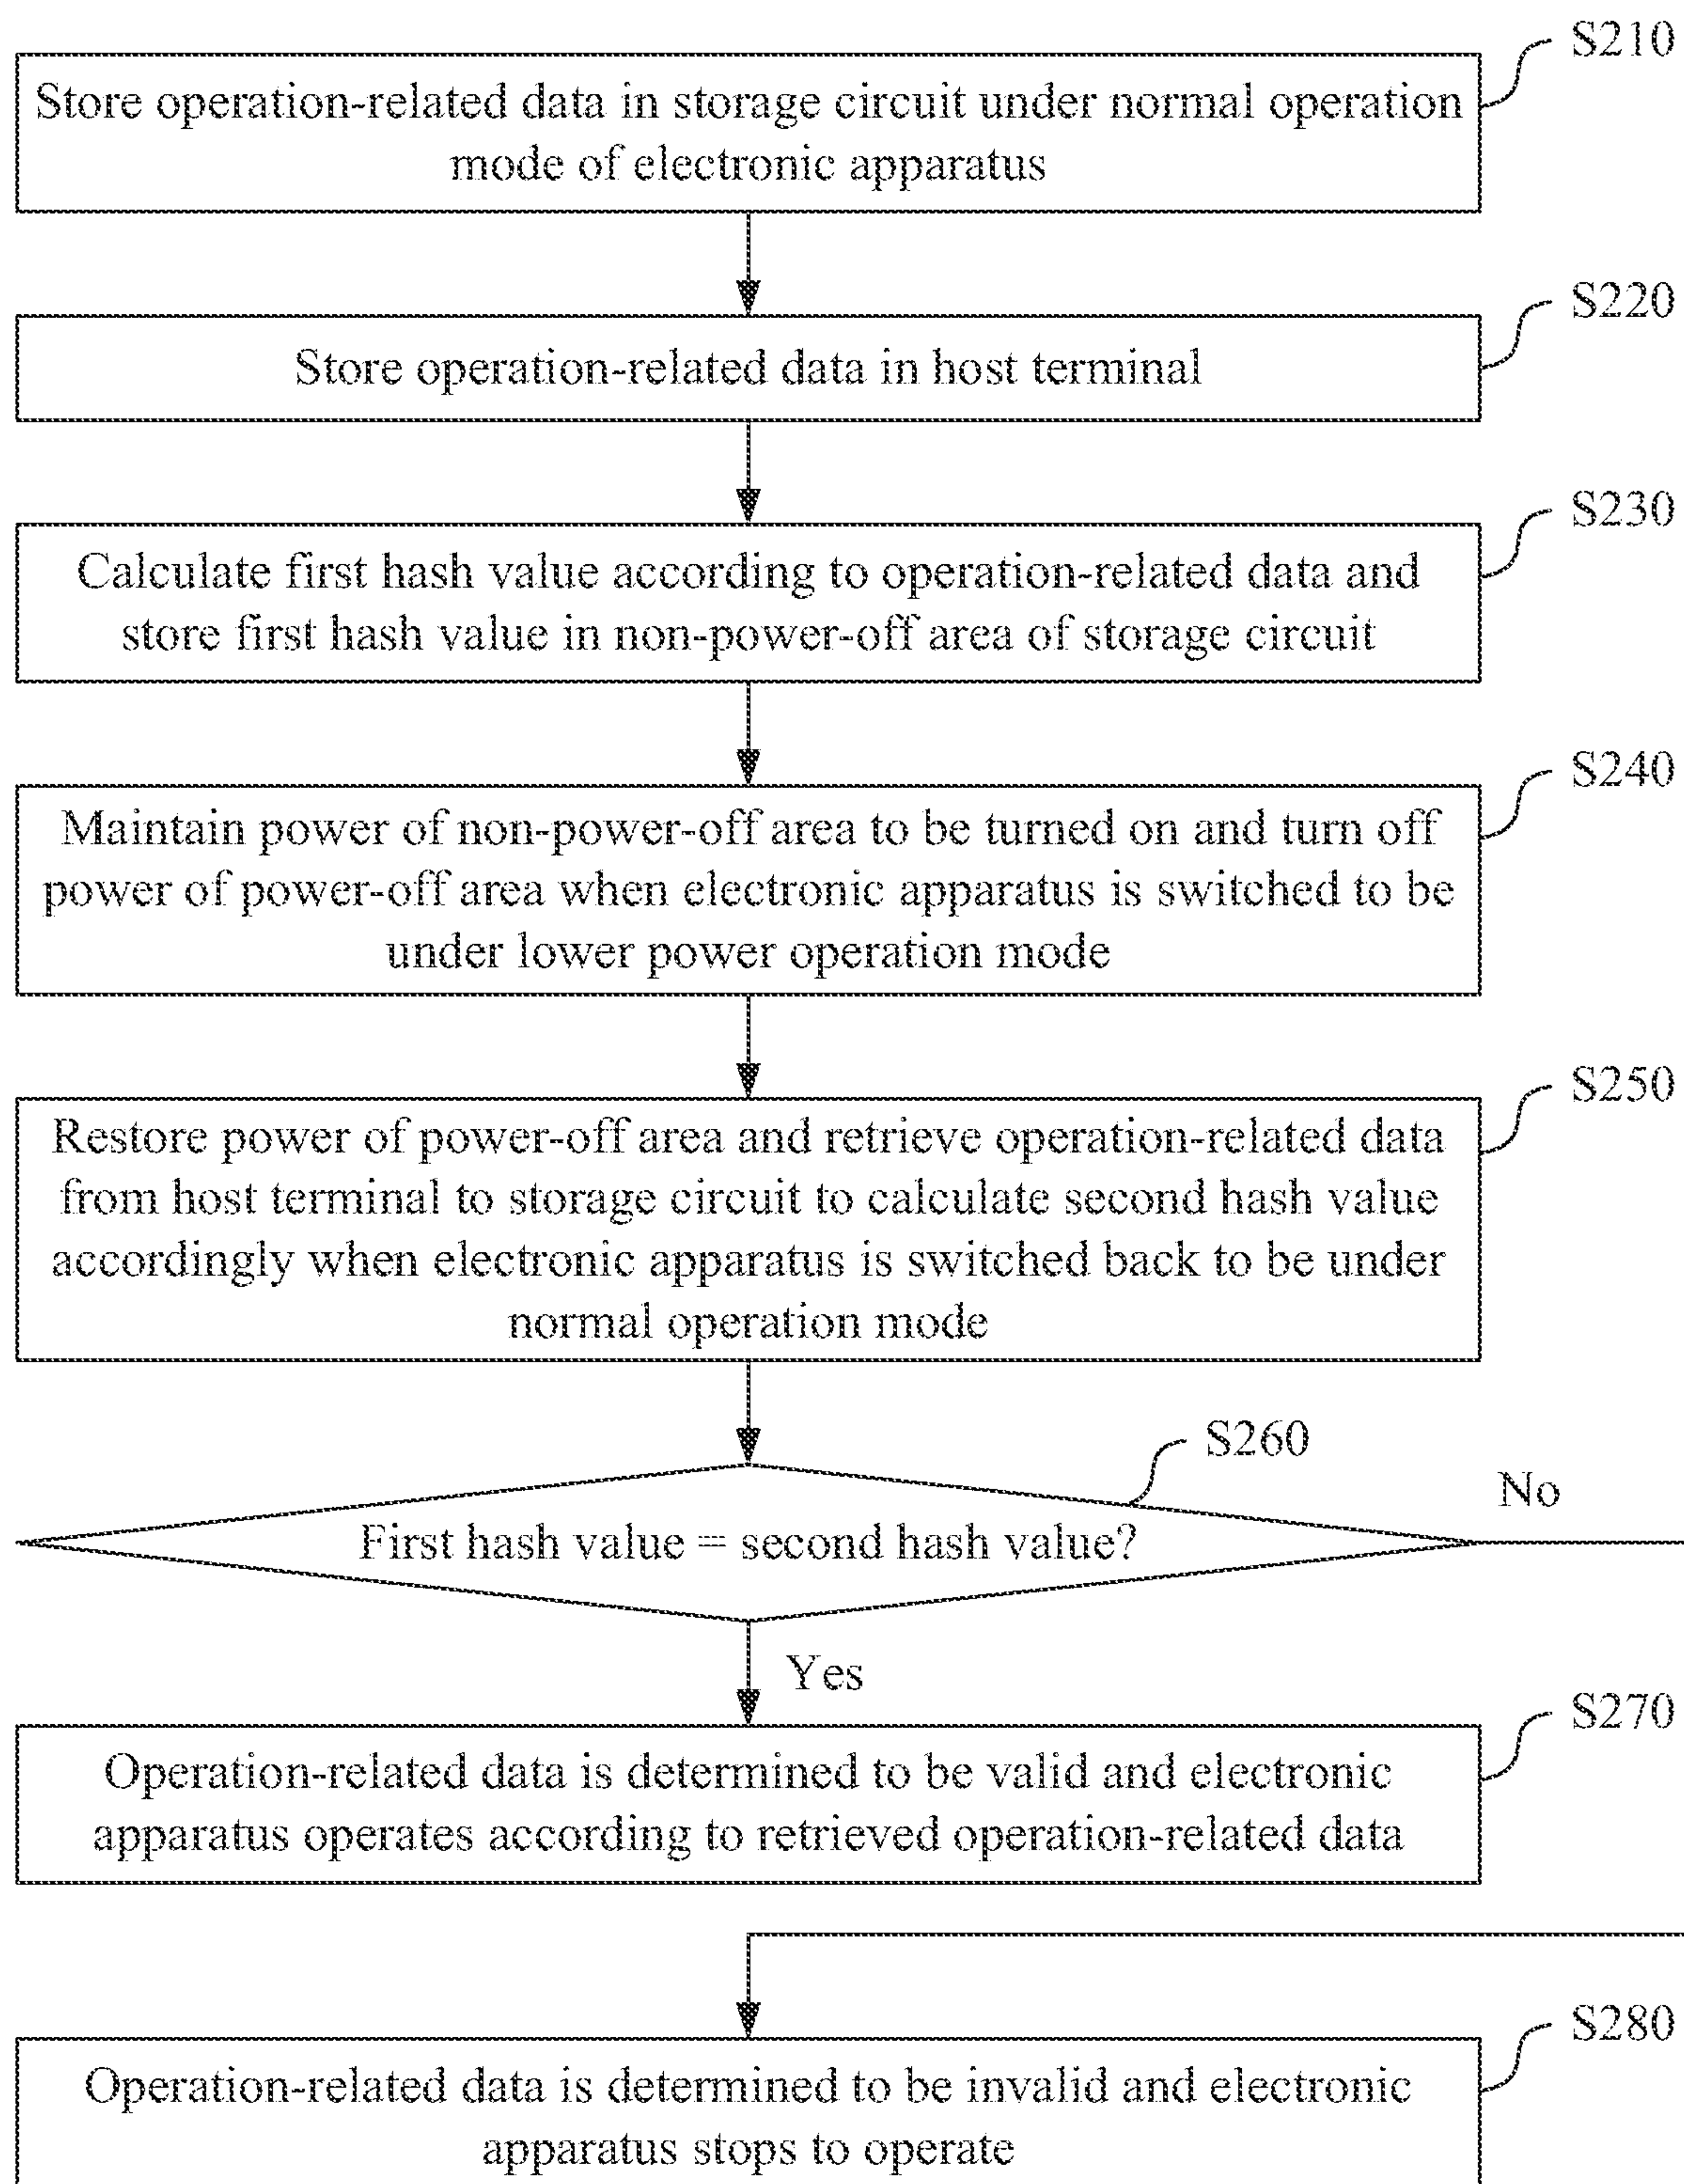 S210
Store operation-related data in storage circuit under normal operation
mode of electronic apparatus
S220
Store operation-related data in host terminal
S230
Calculate first hash value according to operation-related data and
store first hash value in non-power-off area of storage circuit
S240
Maintain power of non-power-off area to be turned on and turn off
power of power-off area when electronic apparatus is switched to be
under lower power operation mode
S250
Restore power of power-off area and retrieve operation-related data
from host terminal to storage circuit to calculate second hash value
accordingly when electronic apparatus is switched back to be under
normal operation mode
S260
No
First hash value = second hash value?
Yes
S270
Operation-related data is determined to be valid and electronic
apparatus operates according to retrieved operation-related data
S280
Operation-related data is determined to be invalid and electronic
apparatus stops to operate